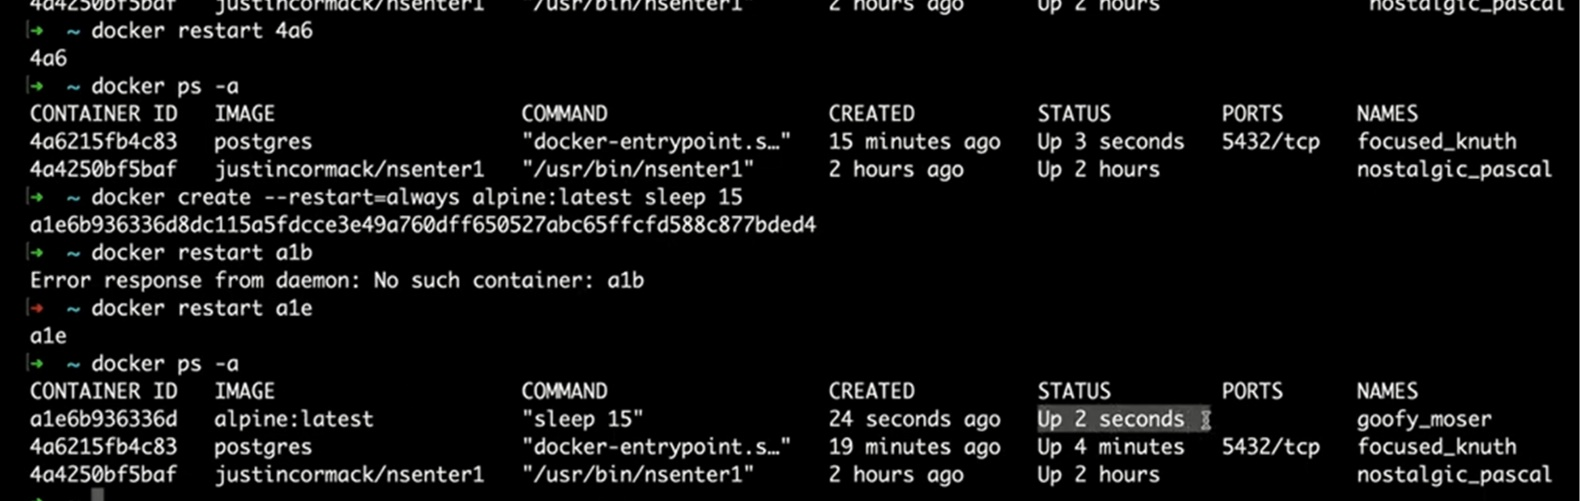 4a4250bf5baf justincormack/nsenter1 "/usr/bin/nsenter1" 2 hours ago Up 2 hours nostalgic_pascal
→ ~ docker restart 4a6
4a6
→ ~ docker ps -a
CONTAINER ID IMAGE COMMAND CREATED STATUS PORTS NAMES
4a6215fb4c83 postgres "docker-entrypoint.s…" 15 minutes ago Up 3 seconds 5432/tcp focused_knuth
4a4250bf5baf justincormack/nsenter1 "/usr/bin/nsenter1" 2 hours ago Up 2 hours nostalgic_pascal
→ ~ docker create --restart=always alpine:latest sleep 15
a1e6b936336d8dc115a5fdcce3e49a760dff650527abc65ffcfd588c877bded4
→ ~ docker restart a1b
Error response from daemon: No such container: a1b
→ ~ docker restart a1e
a1e
→ ~ docker ps -a
CONTAINER ID IMAGE COMMAND CREATED STATUS PORTS NAMES
a1e6b936336d alpine:latest "sleep 15" 24 seconds ago Up 2 seconds goofy_moser
4a6215fb4c83 postgres "docker-entrypoint.s…" 19 minutes ago Up 4 minutes 5432/tcp focused_knuth
4a4250bf5baf justincormack/nsenter1 "/usr/bin/nsenter1" 2 hours ago Up 2 hours nostalgic_pascal